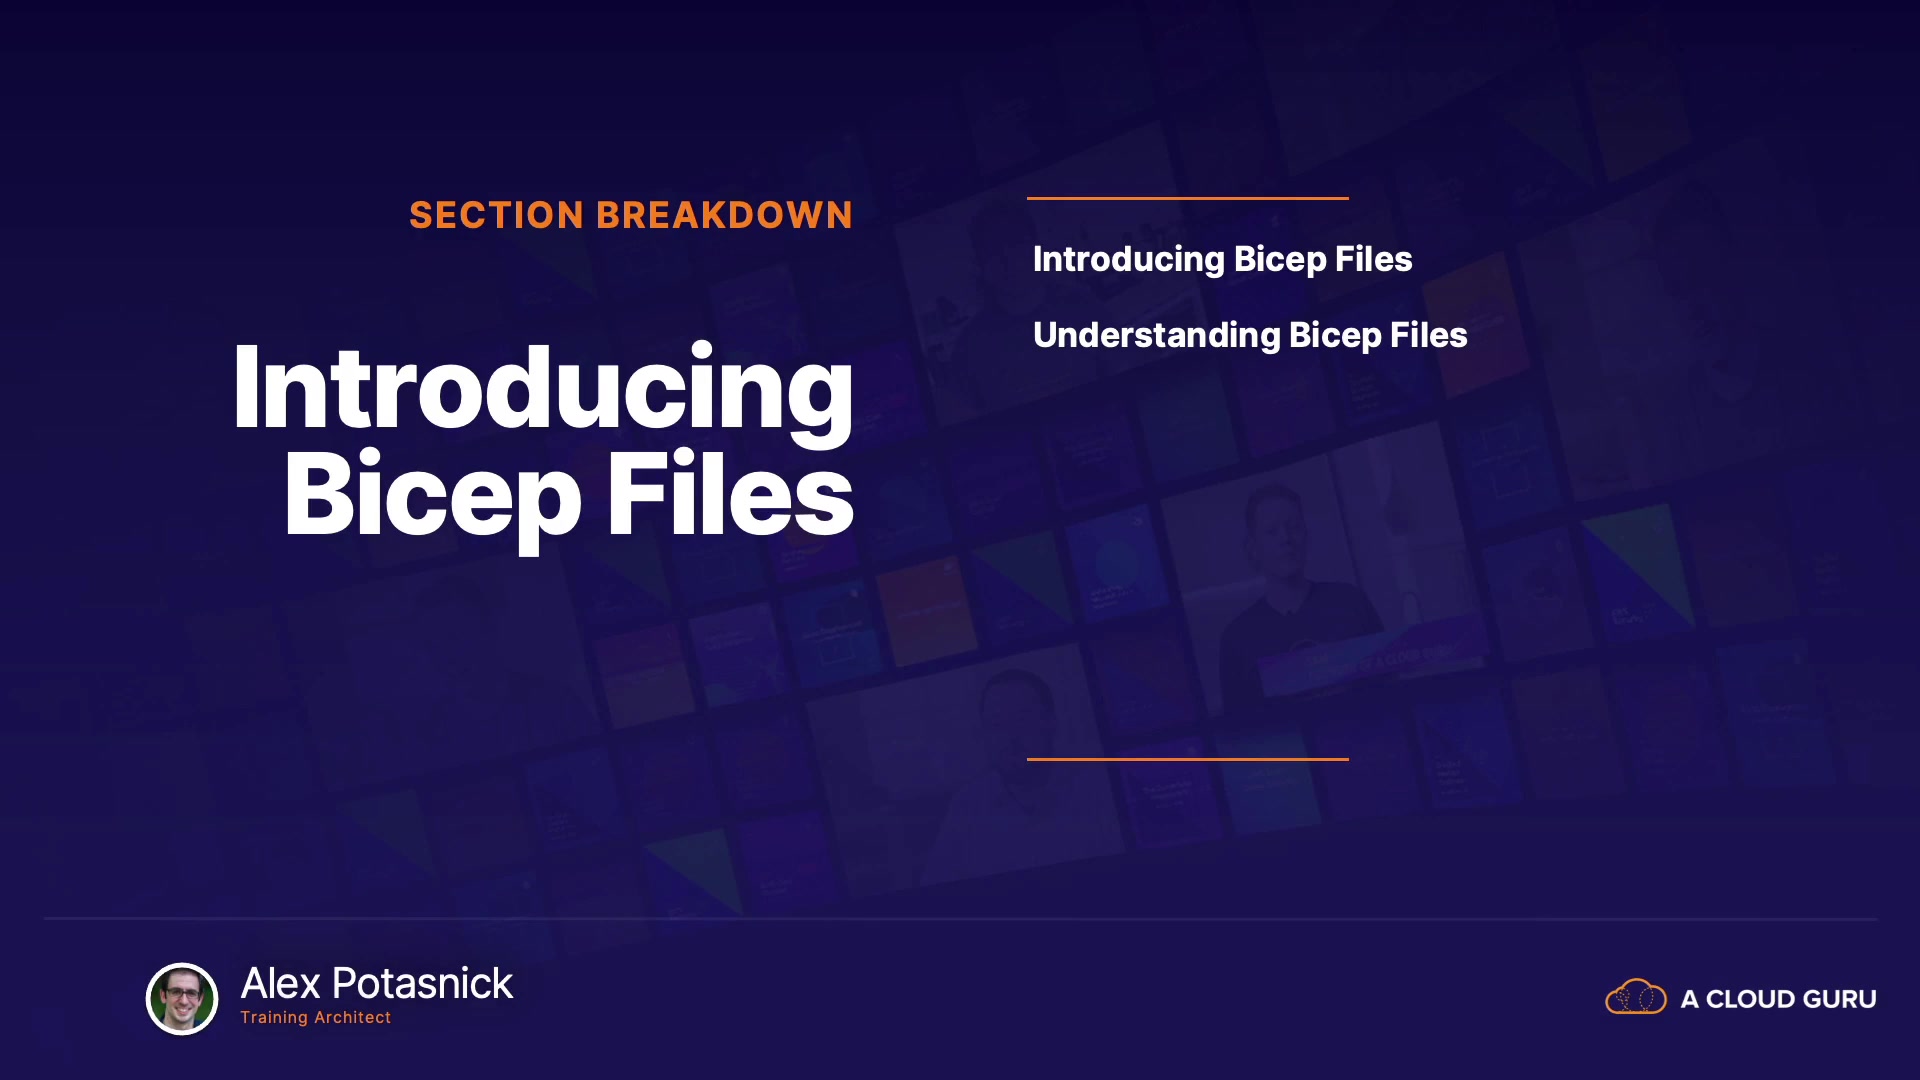 SECTION BREAKDOWN
Introducing
Bicep Files
Introducing Bicep Files
Understanding Bicep Files
Alex Potasnick
Training Architect
A CLOUD GURU